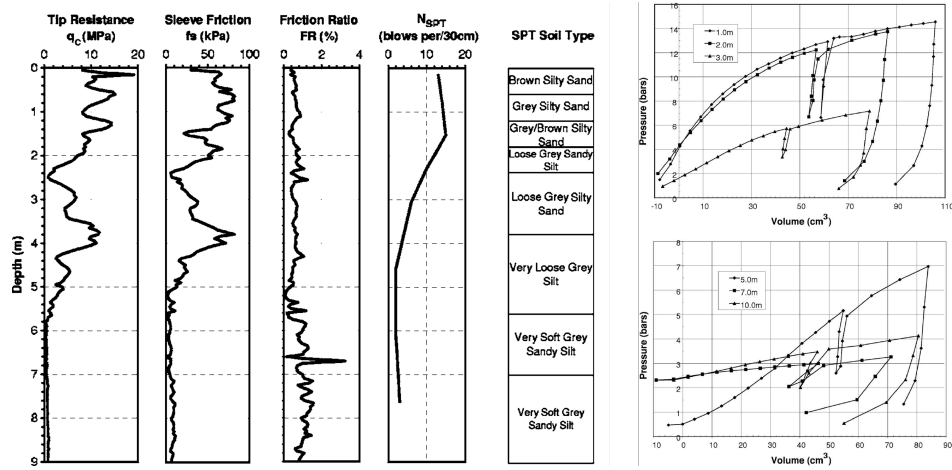 Tip Resistance
qc (MPa)
0 10 20
Sleeve Friction
fs (kPa)
0 50 100
Friction Ratio
FR (%)
0 2 4
NSPT
(blows per/30cm)
0 10 20
SPT Soil Type
Depth (m)
0
1
2
3
4
5
6
7
8
9
Brown Silty Sand
Grey Silty Sand
Grey/Brown Silty
Sand
Loose Grey Sandy
Silt
Loose Grey Silty
Sand
Very Loose Grey
Silt
Very Soft Grey
Sandy Silt
Very Soft Grey
Sandy Silt
Pressure (bars)
16
14
12
10
8
6
4
2
0
1.0m
2.0m
3.0m
-10 10 30 50 70 90 110
Volume (cm3)
Pressure (bars)
8
7
6
5
4
3
2
1
0
5.0m
7.0m
10.0m
-10 0 10 20 30 40 50 60 70 80 90
Volume (cm3)